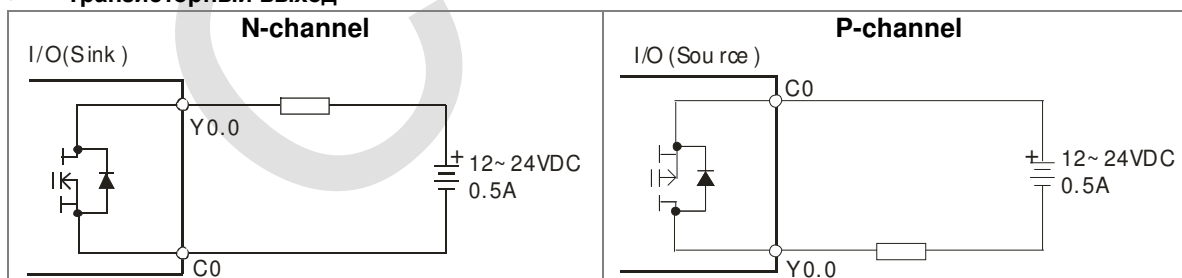 Транзисторный выход
N-channel
I/O(Sink)
Y0.0
+
12~24VDC
0.5A
C0
P-channel
I/O (Source)
C0
+
12~24VDC
0.5A
Y0.0